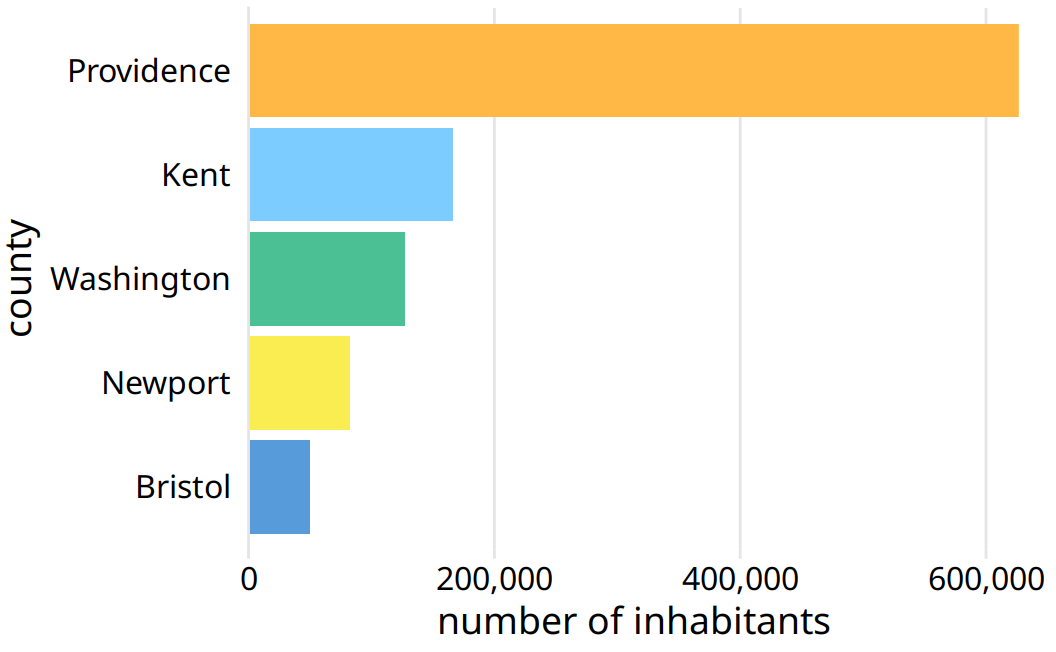 Providence
Kent
Washington
Newport
Bristol
county
0 200,000 400,000 600,000
number of inhabitants